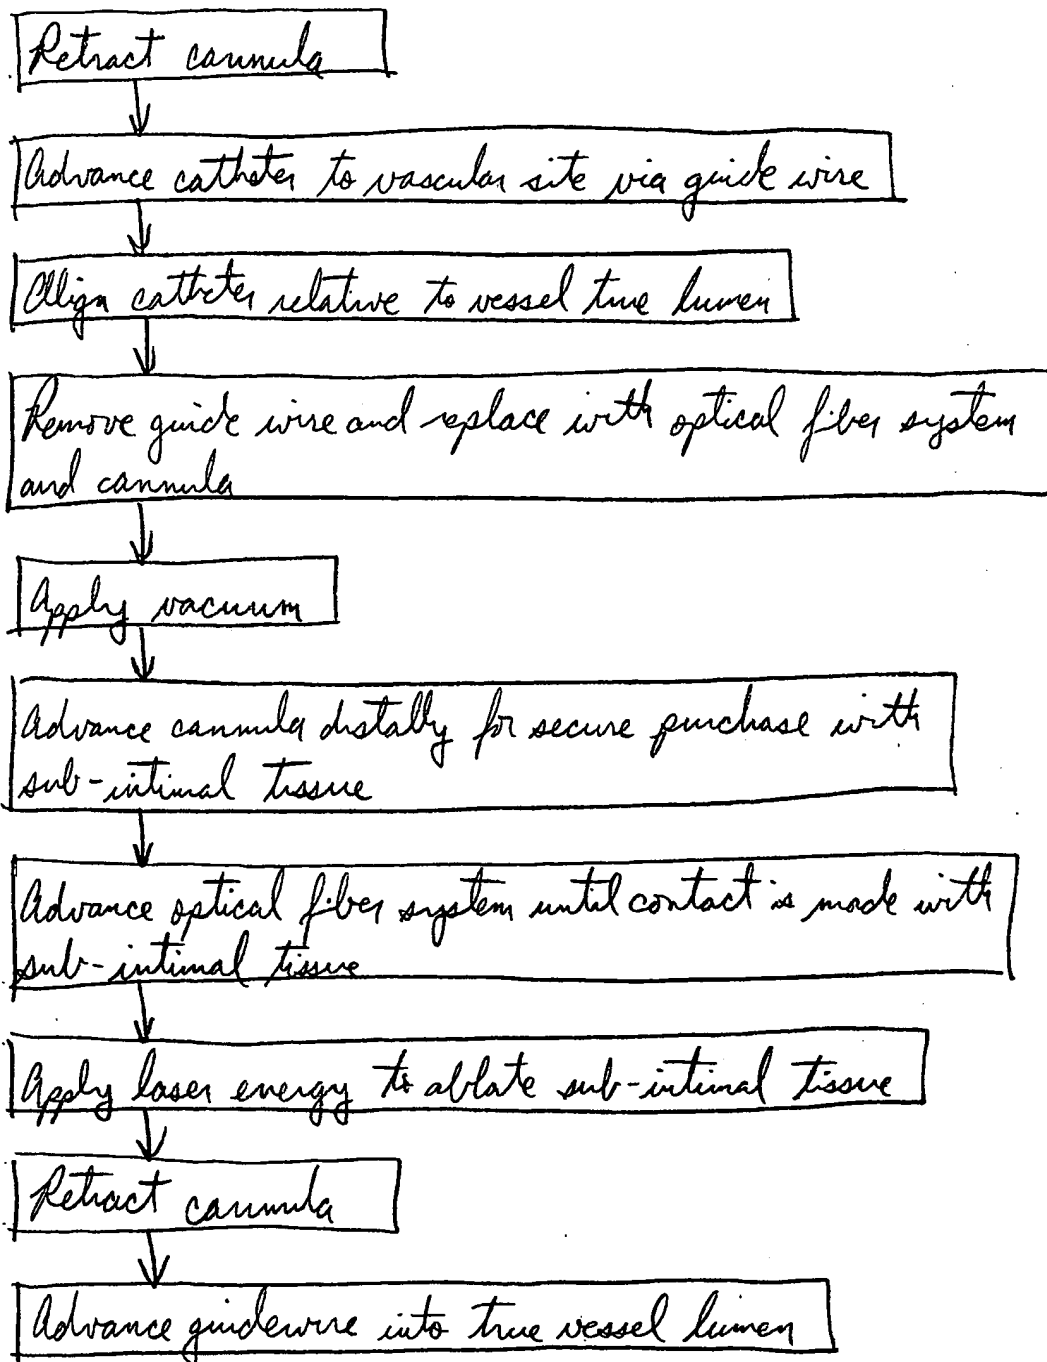 Retract cannula
Advance catheter to vascular site via guide wire
Align catheter relative to vessel true lumen
Remove guide wire and replace with optical fiber system
and cannula
Apply vacuum
Advance cannula distally for secure purchase with
sub-intimal tissue
Advance optical fiber system until contact is made with
sub-intimal tissue
Apply laser energy to ablate sub-intimal tissue
Retract cannula
Advance guidewire into true vessel lumen